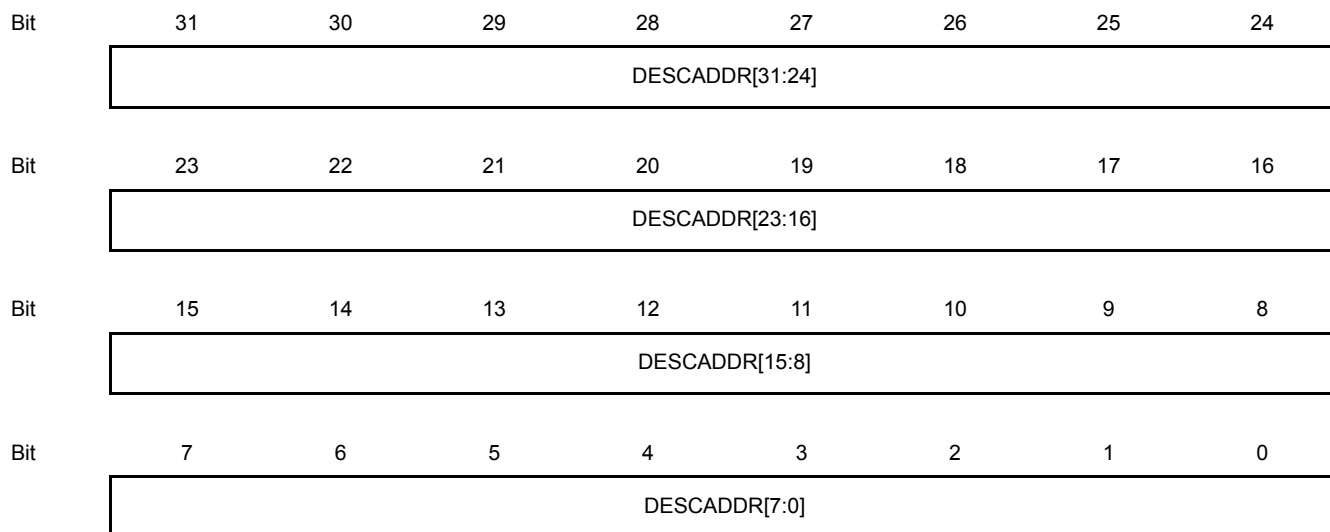 Bit 31 30 29 28 27 26 25 24
DESCADDR[31:24]
Bit 23 22 21 20 19 18 17 16
DESCADDR[23:16]
Bit 15 14 13 12 11 10 9 8
DESCADDR[15:8]
Bit 7 6 5 4 3 2 1 0
DESCADDR[7:0]